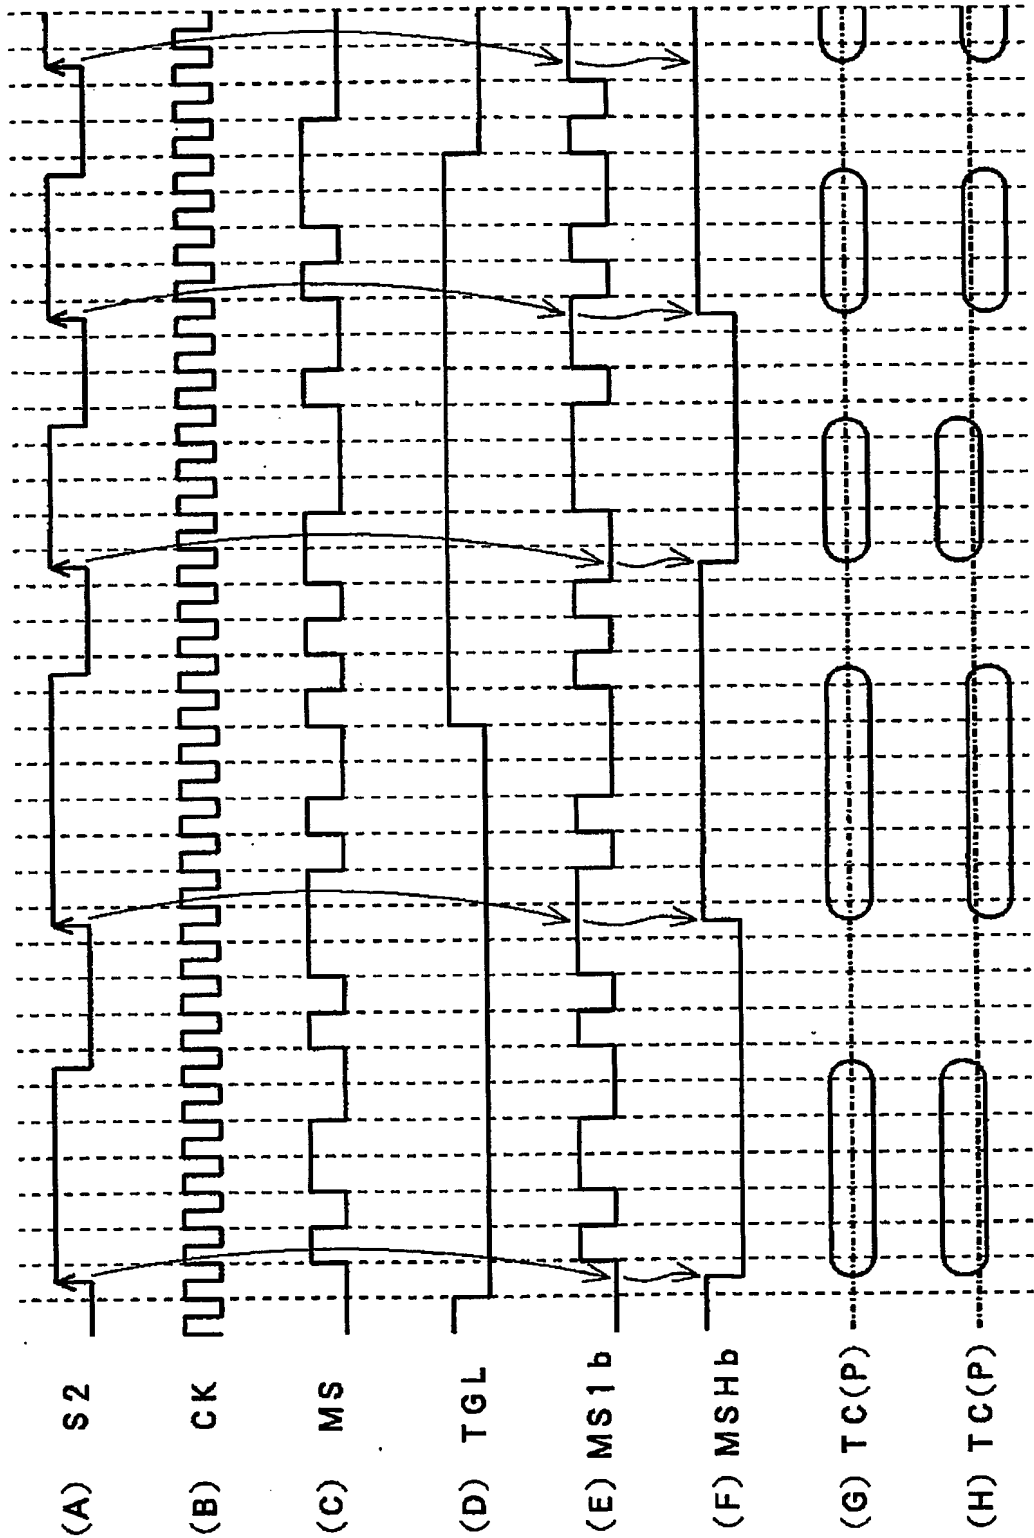 (A) S2
(B) CK
(C) MS
(D) TGL
(E) MS1b
(F) MSHb
(G) TC(P)
(H) TC(P)